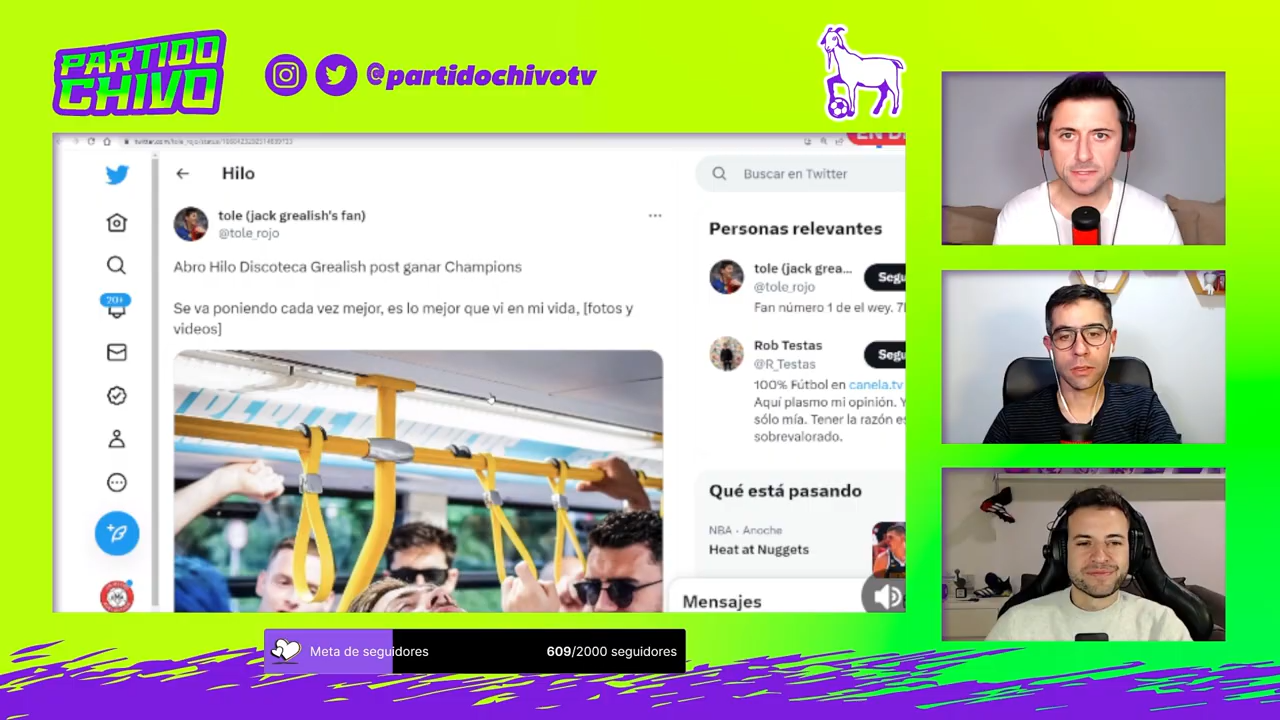 PARTIDO
CHIVO
@partidochivotv
Hilo
Buscar en Twitter
tole (jack grealish's fan)
@tole_rojo
Abro Hilo Discoteca Grealish post ganar Champions
Se va poniendo cada vez mejor, es lo mejor que vi en mi vida, [fotos y
videos]
20+
Personas relevantes
tole (jack grea...
@tole_rojo
Segu
Fan número 1 de el wey. 7
Rob Testas
@R_Testas
Segu
100% Fútbol en canela.tv
Aquí plasmo mi opinión. Y
sólo mía. Tener la razón es
sobrevalorado.
Qué está pasando
NBA · Anoche
Heat at Nuggets
Mensajes
Meta de seguidores
609/2000 seguidores